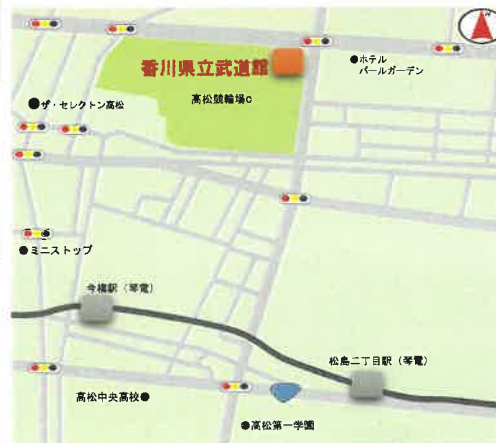 香川県立武道館
●ホテル
パールガーデン
高松競輪場C
●ザ・セレクトン高松
●ミニストップ
今橋駅（琴電）
松島二丁目駅（琴電）
高松中央高校●
●高松第一学園